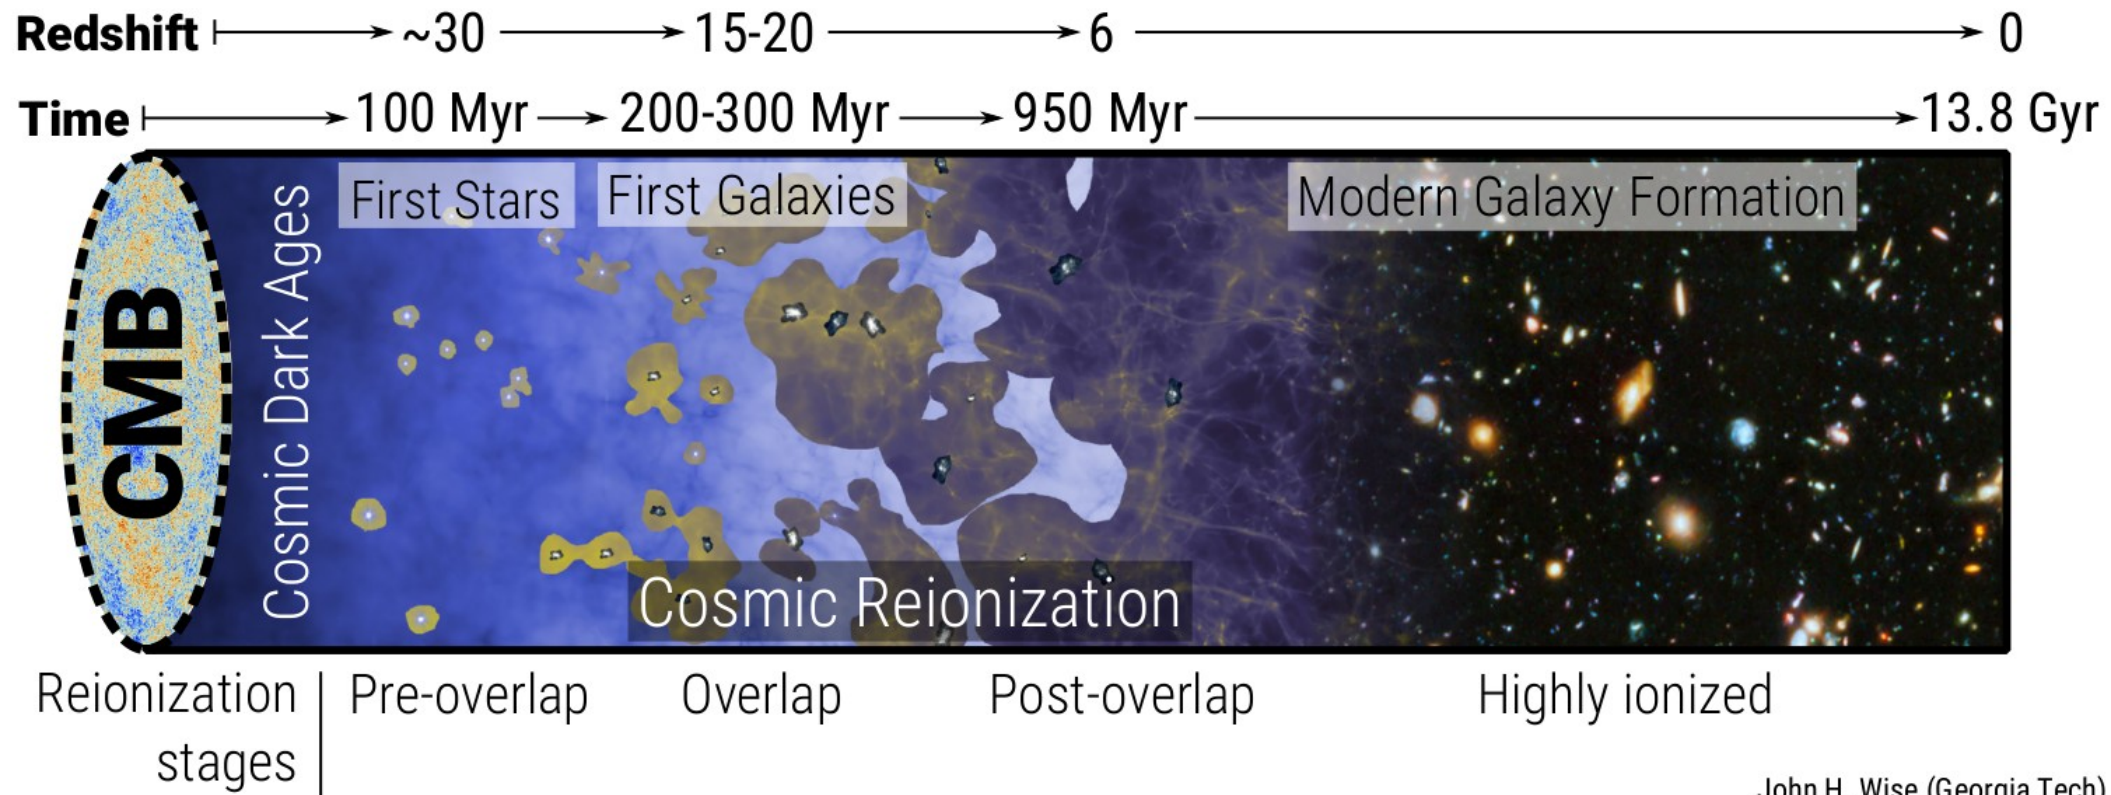 Redshift ~30 15-20 6 0
Time 100 Myr 200-300 Myr 950 Myr 13.8 Gyr
CMB
Cosmic Dark Ages
First Stars
First Galaxies
Modern Galaxy Formation
Cosmic Reionization
Reionization
stages
Pre-overlap
Overlap
Post-overlap
Highly ionized
John H. Wise (Georgia Tech)